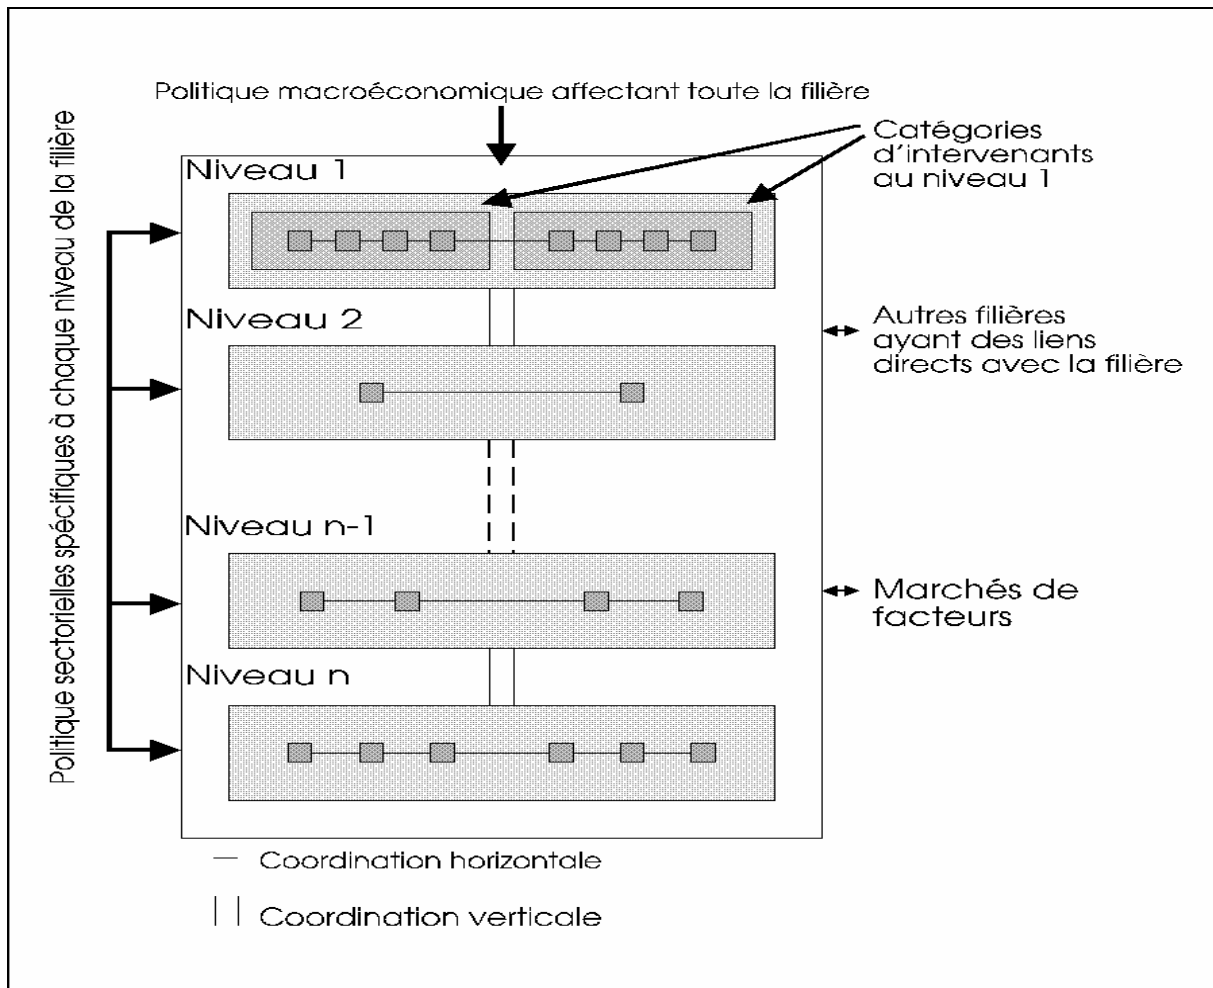 Politique macroéconomique affectant toute la filière
Politique sectorielles spécifiques à chaque niveau de la filière
Catégories
d'intervenants
au niveau 1
Niveau 1
Niveau 2
Autres filières
ayant des liens
directs avec la filière
Niveau n-1
Marchés de
facteurs
Niveau n
Coordination horizontale
Coordination verticale